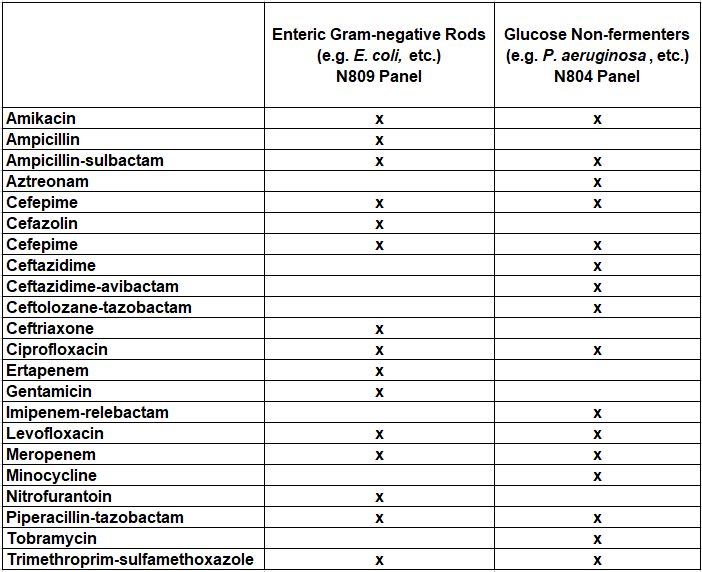 Enteric Gram-negative Rods Glucose Non-fermenters
(e.g. E. coli, etc.) (e.g. P. aeruginosa , etc.)
N809 Panel N804 Panel
Amikacin x x
Ampicillin x
Ampicillin-sulbactam x x
Aztreonam x
Cefepime x x
Cefazolin x
Cefepime x x
Ceftazidime x
Ceftazidime-avibactam x
Ceftolozane-tazobactam x
Ceftriaxone x
Ciprofloxacin x x
Ertapenem x
Gentamicin x
Imipenem-relebactam x
Levofloxacin x x
Meropenem x x
Minocycline x
Nitrofurantoin x
Piperacillin-tazobactam x x
Tobramycin x
Trimethroprim-sulfamethoxazole x x